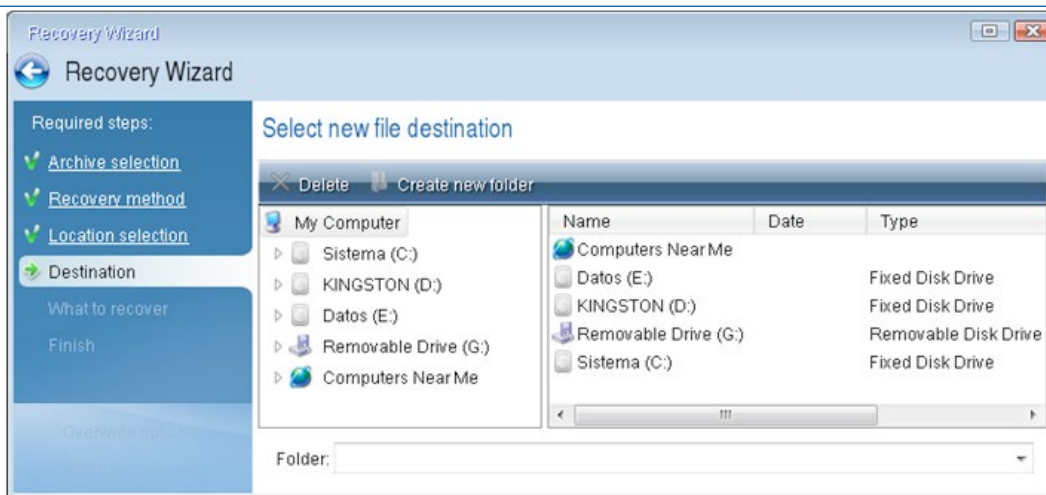 Recovery Wizard
Recovery Wizard
Required steps:
Archive selection
Recovery method
Location selection
Destination
What to recover
Finish
Select new file destination
Delete Create new folder
My Computer
Sistema (C:)
KINGSTON (D:)
Datos (E:)
Removable Drive (G:)
Computers Near Me
Name Date Type
Computers Near Me
Datos (E:) Fixed Disk Drive
KINGSTON (D:) Fixed Disk Drive
Removable Drive (G:) Removable Disk Drive
Sistema (C:) Fixed Disk Drive
Folder: